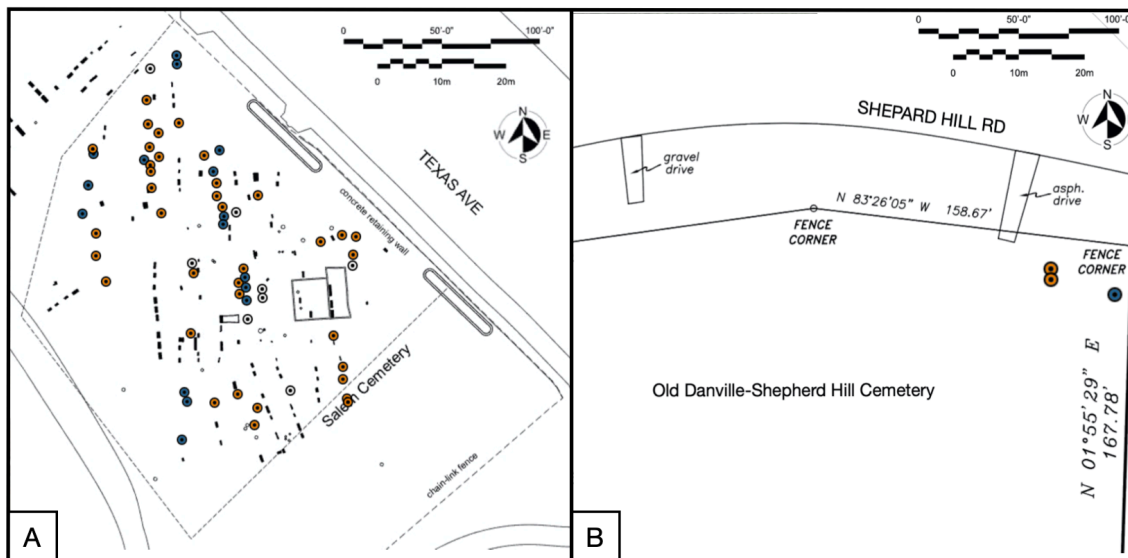 0 50'-0" 100'-0"
0 10m 20m
N
W E
S
TEXAS AVE
concrete retaining wall
Salem Cemetery
chain-link fence
A
0 50'-0" 100'-0
0 10m 20m
N
W
S
SHEPARD HILL RD
gravel
drive
asph.
drive
N 83°26'05" W 158.67'
FENCE
CORNER
FENCE
CORNER
Old Danville-Shepherd Hill Cemetery
N 01°55'29" E
167.78'
B